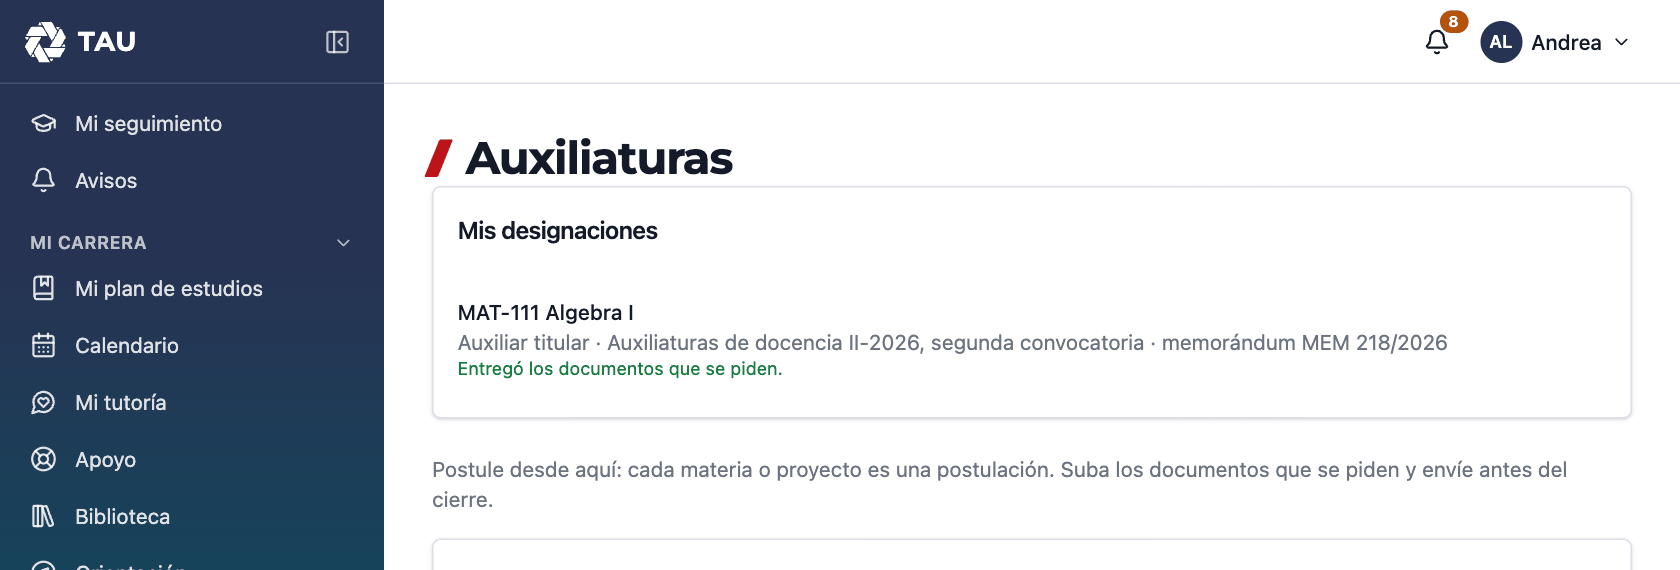 TAU
8
AL Andrea
Mi seguimiento
Avisos
MI CARRERA
Mi plan de estudios
Calendario
Mi tutoría
Apoyo
Biblioteca
Auxiliaturas
Mis designaciones
MAT-111 Algebra I
Auxiliar titular · Auxiliaturas de docencia II-2026, segunda convocatoria · memorándum MEM 218/2026
Entregó los documentos que se piden.
Postule desde aquí: cada materia o proyecto es una postulación. Suba los documentos que se piden y envíe antes del
cierre.